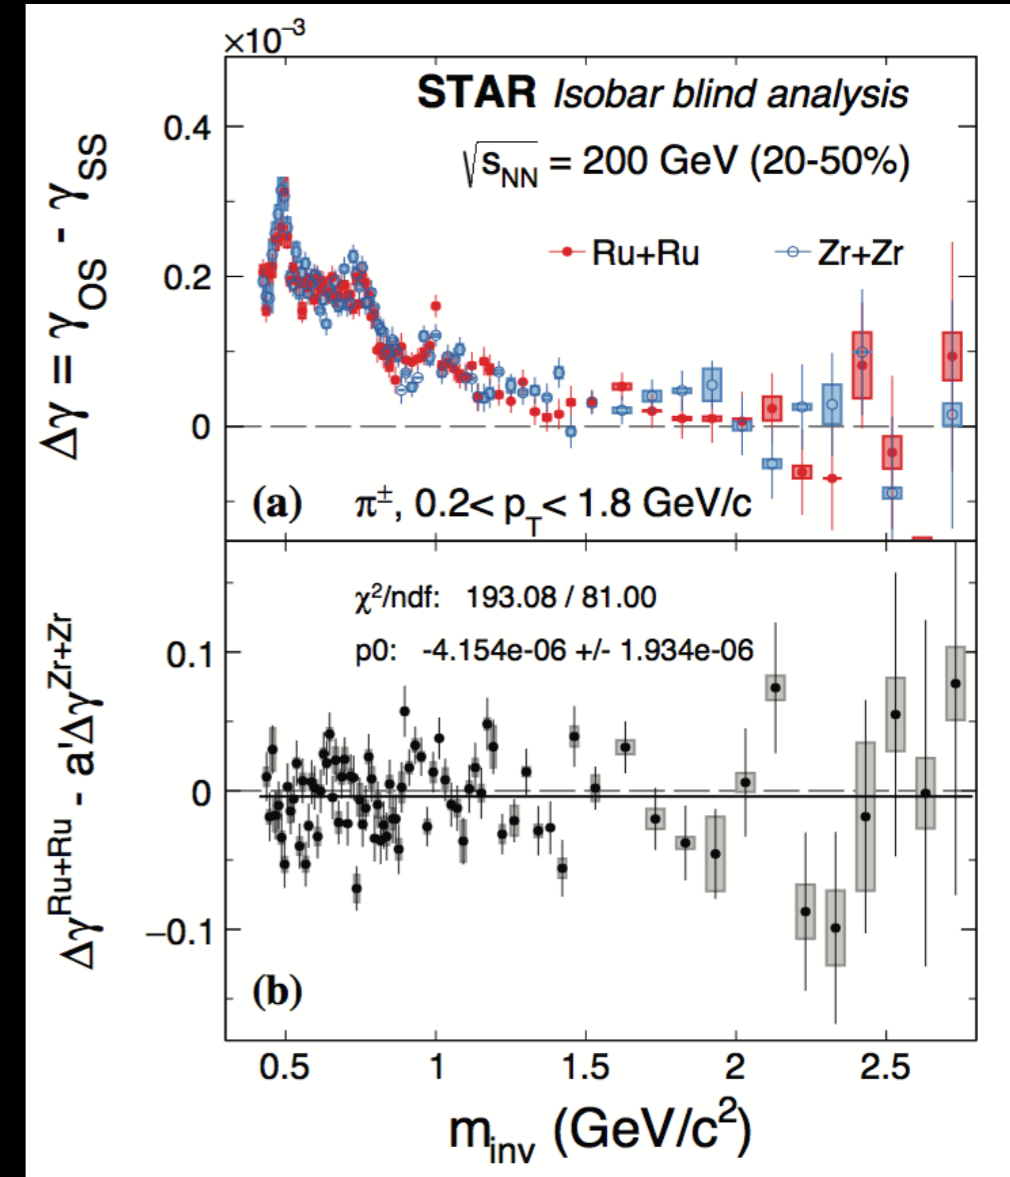 ×10⁻³
STAR Isobar blind analysis
√sNN = 200 GeV (20-50%)
Ru+Ru Zr+Zr
Δγ = γOS - γSS
0.4
0.2
0
(a) π±, 0.2< pT< 1.8 GeV/c
χ²/ndf: 193.08 / 81.00
p0: -4.154e-06 +/- 1.934e-06
ΔγRu+Ru - a'ΔγZr+Zr
0.1
0
−0.1
(b)
0.5 1 1.5 2 2.5
minv (GeV/c²)